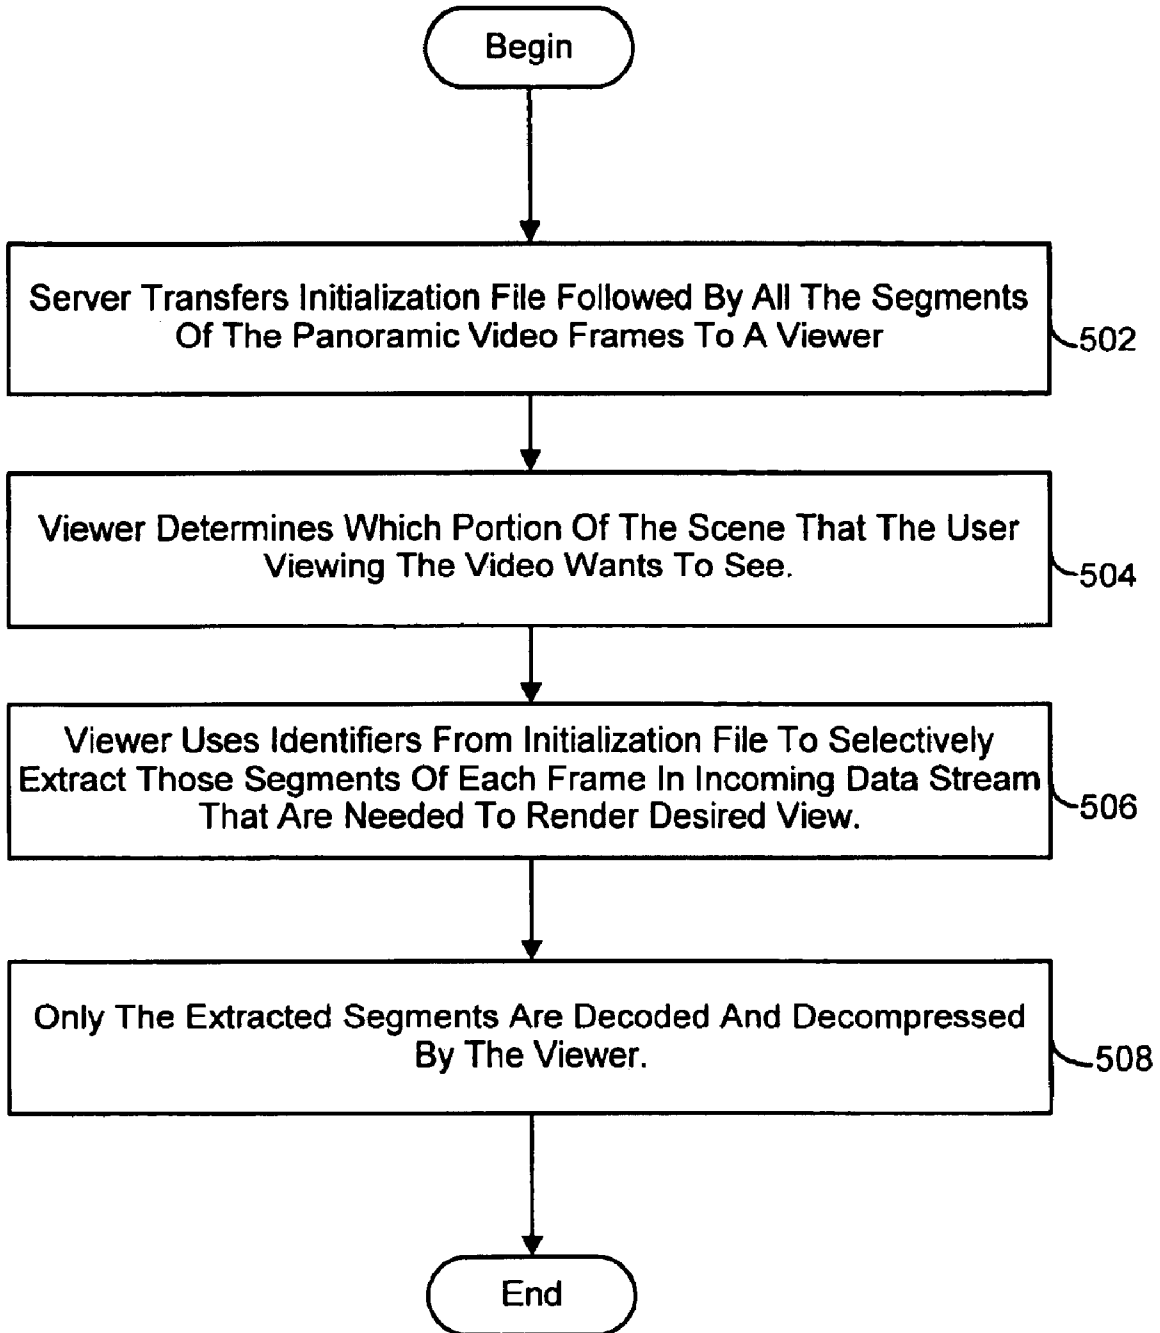 Begin
Server Transfers Initialization File Followed By All The Segments
Of The Panoramic Video Frames To A Viewer
502
Viewer Determines Which Portion Of The Scene That The User
Viewing The Video Wants To See.
504
Viewer Uses Identifiers From Initialization File To Selectively
Extract Those Segments Of Each Frame In Incoming Data Stream
That Are Needed To Render Desired View.
506
Only The Extracted Segments Are Decoded And Decompressed
By The Viewer.
508
End